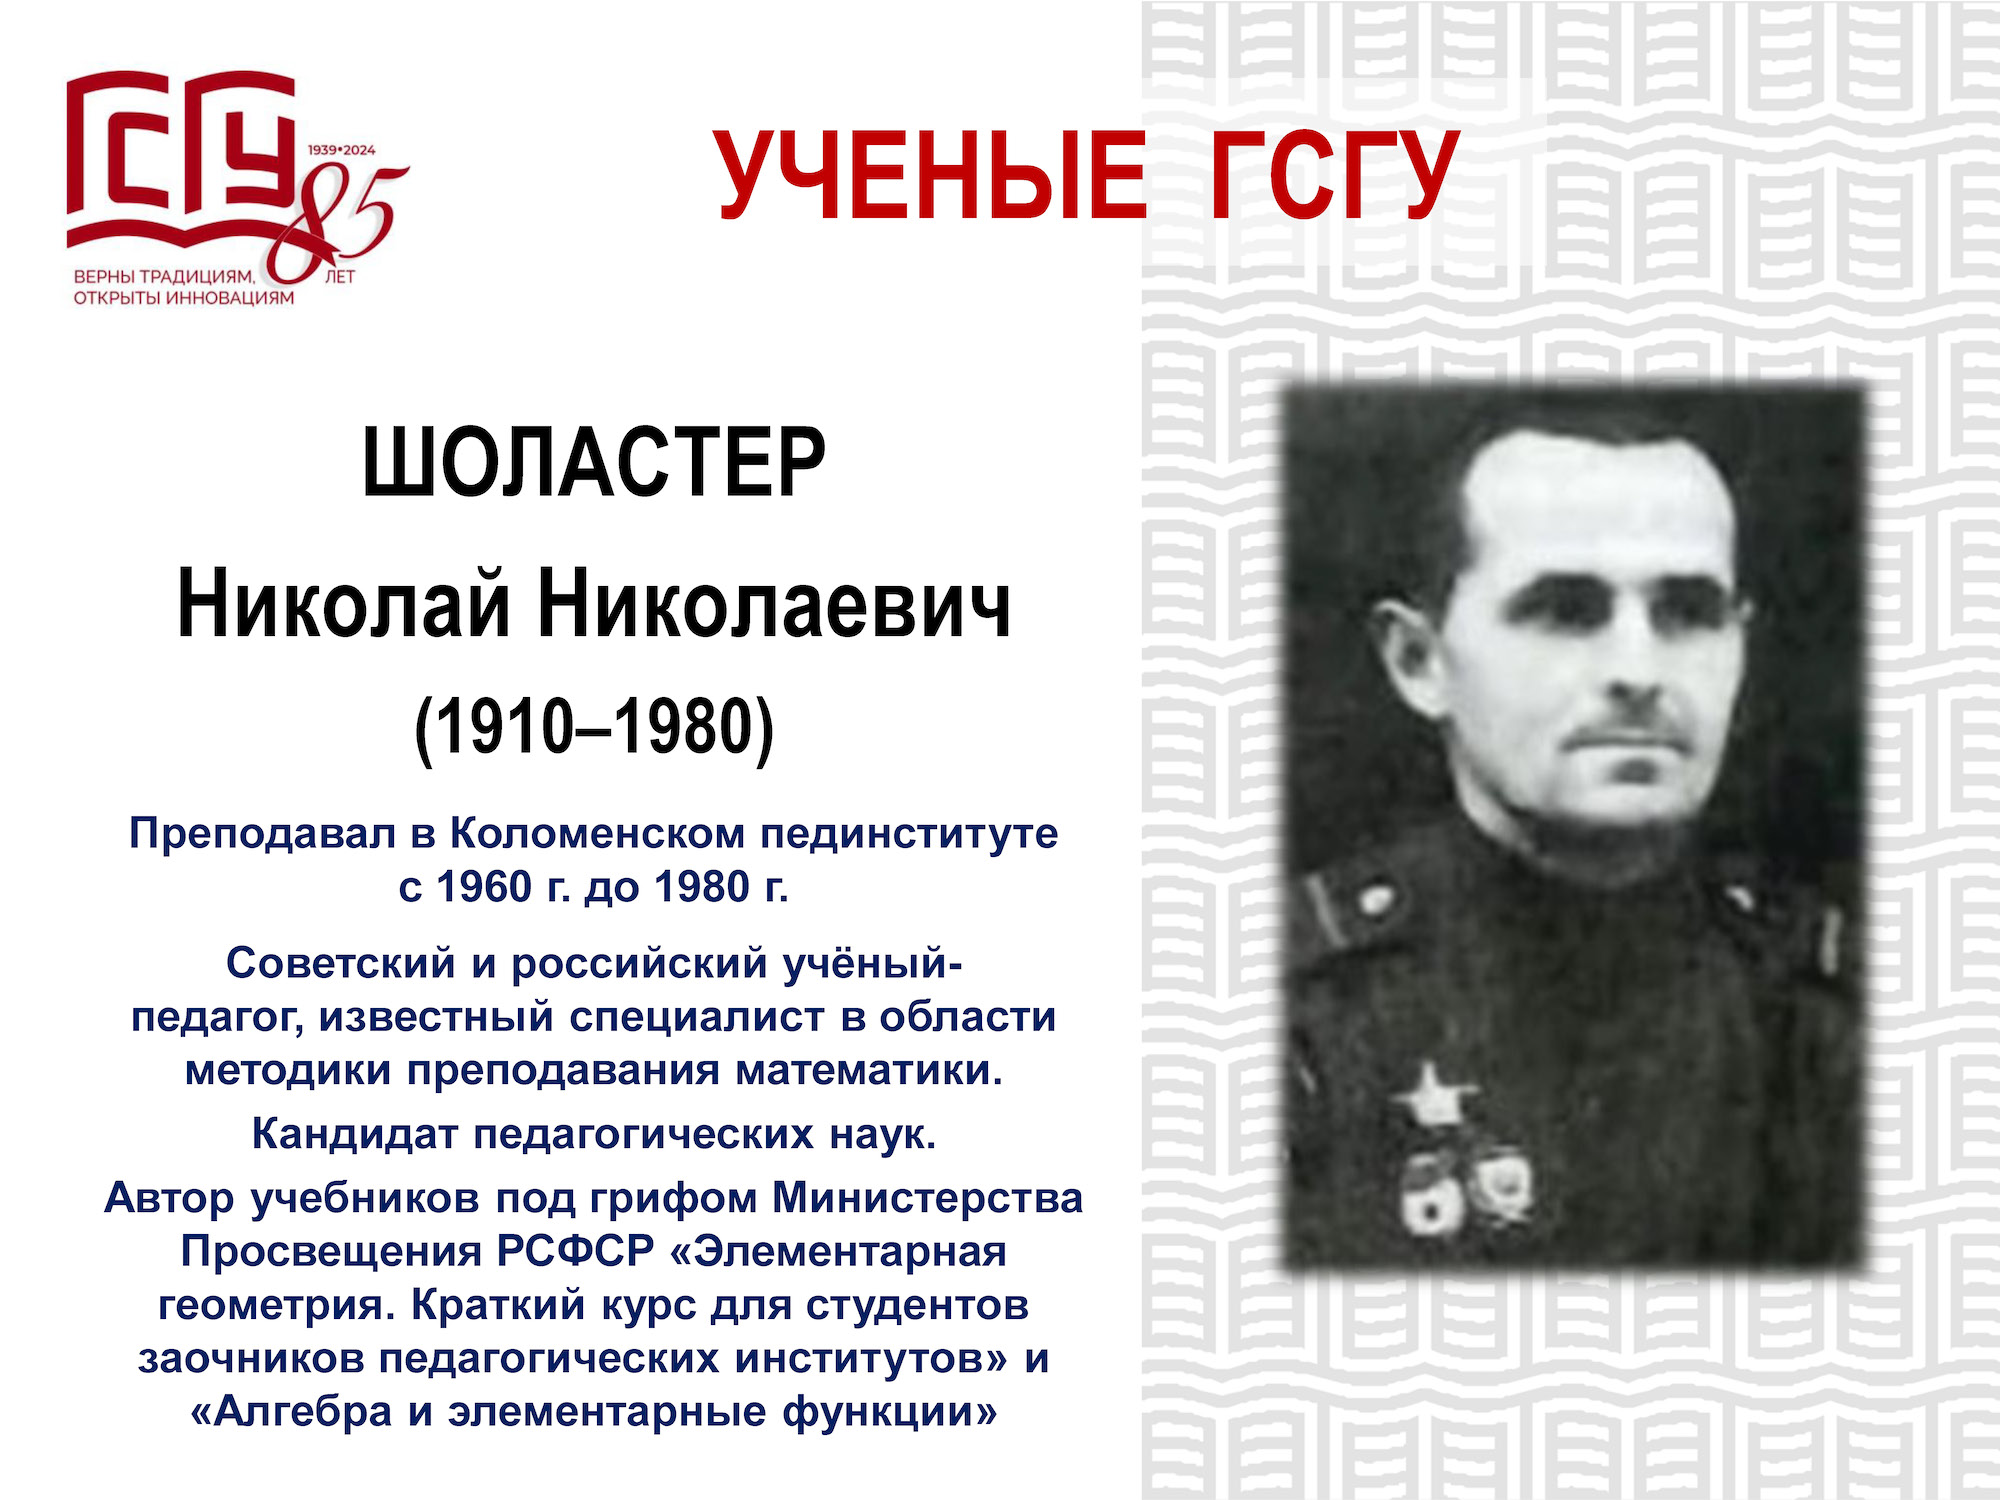 ГСГУ
1939•2024
85
ВЕРНЫ ТРАДИЦИЯМ, ЛЕТ
ОТКРЫТЫ ИННОВАЦИЯМ
УЧЕНЫЕ ГСГУ
ШОЛАСТЕР
Николай Николаевич
(1910–1980)
Преподавал в Коломенском пединституте
с 1960 г. до 1980 г.
Советский и российский учёный-
педагог, известный специалист в области
методики преподавания математики.
Кандидат педагогических наук.
Автор учебников под грифом Министерства
Просвещения РСФСР «Элементарная
геометрия. Краткий курс для студентов
заочников педагогических институтов» и
«Алгебра и элементарные функции»